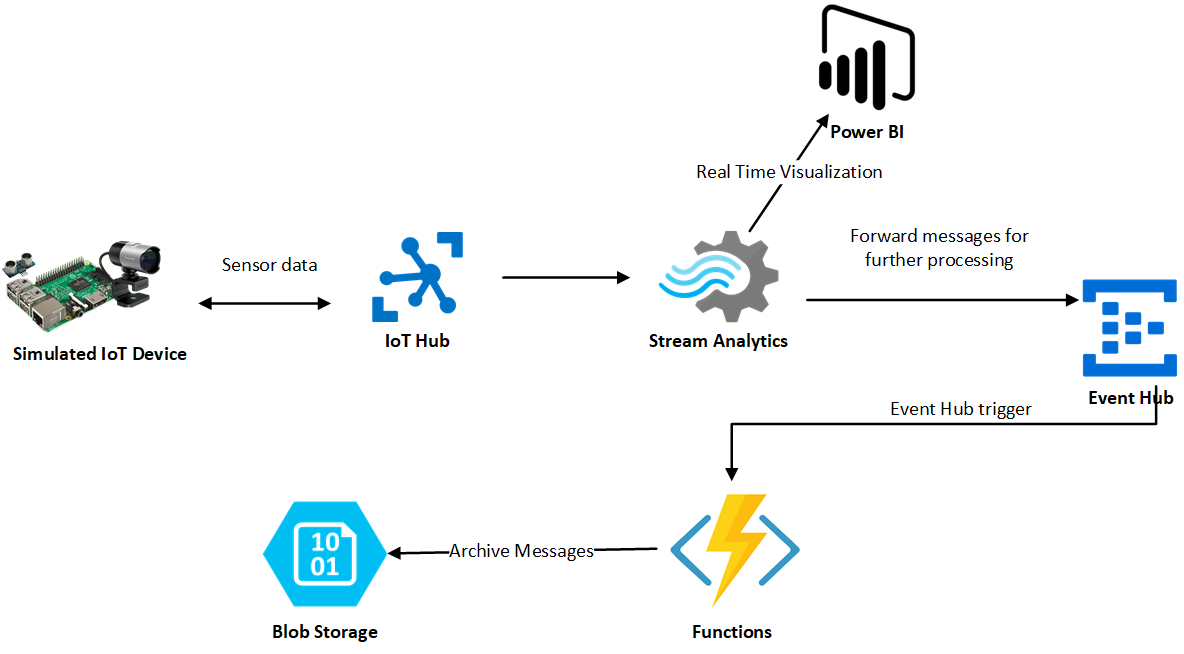 Power BI
Real Time Visualization
Forward messages for
further processing
Sensor data
IoT Hub
Stream Analytics
Simulated IoT Device
Event Hub
Event Hub trigger
10
01
Archive Messages
Blob Storage
Functions